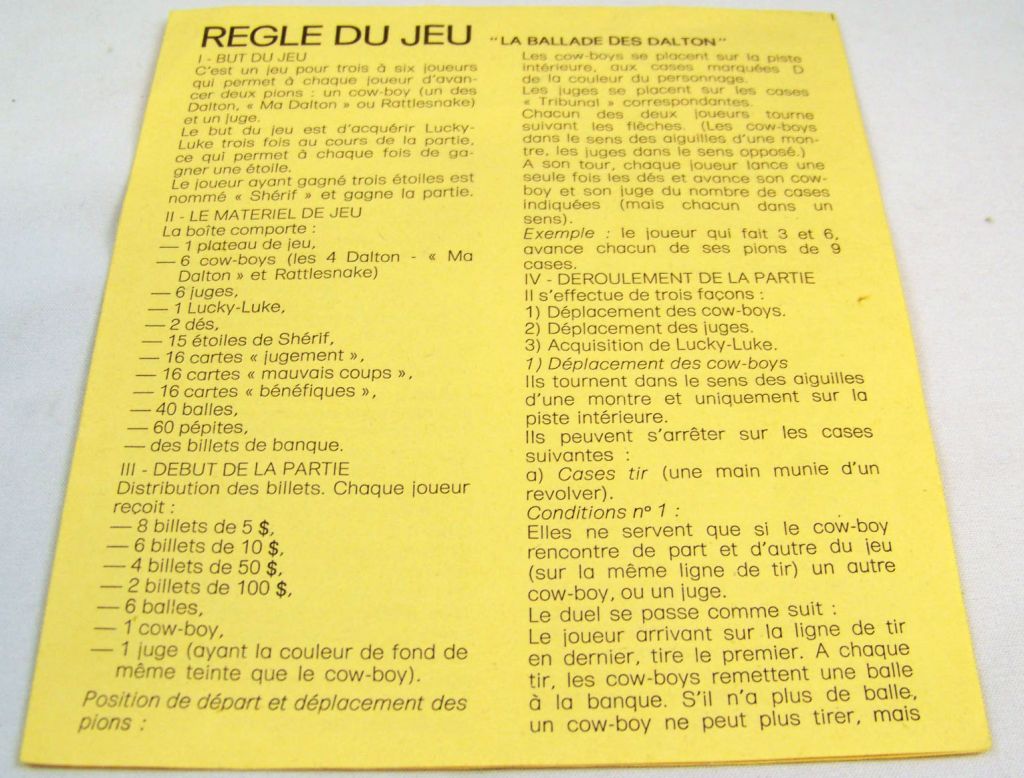 REGLE DU JEU "LA BALLADE DES DALTON"
I - BUT DU JEU
C'est un jeu pour trois à six joueurs
qui permet à chaque joueur d'avan-
cer deux pions : un cow-boy (un des
Dalton, « Ma Dalton » ou Rattlesnake)
et un juge.
Le but du jeu est d'acquérir Lucky-
Luke trois fois au cours de la partie,
ce qui permet à chaque fois de ga-
gner une étoile.
Le joueur ayant gagné trois étoiles est
nommé « Shérif » et gagne la partie.
II - LE MATERIEL DE JEU
La boîte comporte :
— 1 plateau de jeu,
— 6 cow-boys (les 4 Dalton - « Ma
Dalton » et Rattlesnake)
— 6 juges,
— 1 Lucky-Luke,
— 2 dés,
— 15 étoiles de Shérif,
— 16 cartes « jugement »,
— 16 cartes « mauvais coups »,
— 16 cartes « bénéfiques »,
— 40 balles,
— 60 pépites,
— des billets de banque.
III - DEBUT DE LA PARTIE
Distribution des billets. Chaque joueur
reçoit :
— 8 billets de 5 $,
— 6 billets de 10 $,
— 4 billets de 50 $,
— 2 billets de 100 $,
— 6 balles,
— 1 cow-boy,
— 1 juge (ayant la couleur de fond de
même teinte que le cow-boy).
Position de départ et déplacement des
pions :
Les cow-boys se placent sur la piste
intérieure, aux cases marquées D
de la couleur du personnage.
Les juges se placent sur les cases
« Tribunal » correspondantes.
Chacun des deux joueurs tourne
suivant les flèches. (Les cow-boys
dans le sens des aiguilles d'une mon-
tre, les juges dans le sens opposé.)
A son tour, chaque joueur lance une
seule fois les dés et avance son cow-
boy et son juge du nombre de cases
indiquées (mais chacun dans un
sens).
Exemple : le joueur qui fait 3 et 6,
avance chacun de ses pions de 9
cases.
IV - DEROULEMENT DE LA PARTIE
Il s'effectue de trois façons :
1) Déplacement des cow-boys.
2) Déplacement des juges.
3) Acquisition de Lucky-Luke.
1) Déplacement des cow-boys
Ils tournent dans le sens des aiguilles
d'une montre et uniquement sur la
piste intérieure.
Ils peuvent s'arrêter sur les cases
suivantes :
a) Cases tir (une main munie d'un
revolver).
Conditions n° 1 :
Elles ne servent que si le cow-boy
rencontre de part et d'autre du jeu
(sur la même ligne de tir) un autre
cow-boy, ou un juge.
Le duel se passe comme suit :
Le joueur arrivant sur la ligne de tir
en dernier, tire le premier. A chaque
tir, les cow-boys remettent une balle
à la banque. S'il n'a plus de balle,
un cow-boy ne peut plus tirer, mais